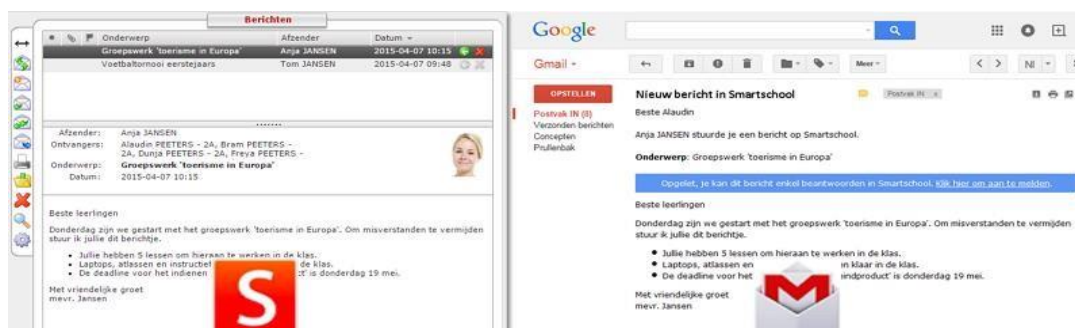 Berichten
Onderwerp Afzender Datum
Groepswerk 'toerisme in Europa' Anja JANSEN 2015-04-07 10:15
Voetbaltornooi eerstejaars Tom JANSEN 2015-04-07 09:48
Afzender: Anja JANSEN
Ontvangers: Alaudin PEETERS - 2A, Bram PEETERS -
2A, Dunja PEETERS - 2A, Freya PEETERS -
Onderwerp: Groepswerk 'toerisme in Europa'
Datum: 2015-04-07 10:15
Beste leerlingen
Donderdag zijn we gestart met het groepswerk 'toerisme in Europa'. Om misverstanden te vermijden
stuur ik jullie dit berichtje.
• Jullie hebben 5 lessen om hieraan te werken in de klas.
• Laptops, atlassen en instructief de klas.
• De deadline voor het indienen t' is donderdag 19 mei.
Met vriendelijke groet
mevr. Jansen
S
Google
Gmail
Meer
NI
OPSTELLEN
Postvak IN (8)
Verzonden berichten
Concepten
Prullenbak
Nieuw bericht in Smartschool Postvak IN x
Beste Alaudin
Anja JANSEN stuurde je een bericht op Smartschool.
Onderwerp: Groepswerk 'toerisme in Europa'
Opgelet, je kan dit bericht enkel beantwoorden in Smartschool. Klik hier om aan te melden.
Beste leerlingen
Donderdag zijn we gestart met het groepswerk 'toerisme in Europa'. Om misverstanden te vermijden
stuur ik jullie dit berichtje.
• Jullie hebben 5 lessen om hieraan te werken in de klas.
• Laptops, atlassen en n klaar in de klas.
• De deadline voor het eindproduct' is donderdag 19 mei.
Met vriendelijke groet
mevr. Jansen